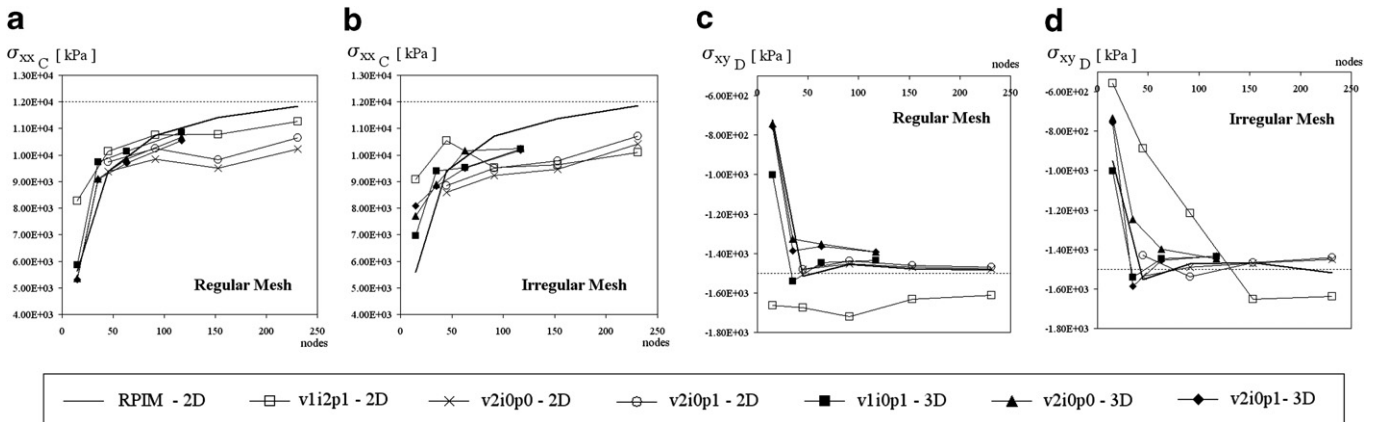 a
σxx C [ kPa ]
1.30E+04
1.20E+04
1.10E+04
1.00E+04
9.00E+03
8.00E+03
7.00E+03
6.00E+03
5.00E+03
4.00E+03
0 50 100 150 200 250
nodes
Regular Mesh
b
σxx C [ kPa ]
1.30E+04
1.20E+04
1.10E+04
1.00E+04
9.00E+03
8.00E+03
7.00E+03
6.00E+03
5.00E+03
4.00E+03
0 50 100 150 200 250
nodes
Irregular Mesh
c
σxy D [ kPa ]
nodes
0 50 100 150 200 250
-6.00E+02
-8.00E+02
-1.00E+03
-1.20E+03
-1.40E+03
-1.60E+03
-1.80E+03
Regular Mesh
d
σxy D [ kPa ]
nodes
0 50 100 150 200 250
-6.00E+02
-8.00E+02
-1.00E+03
-1.20E+03
-1.40E+03
-1.60E+03
-1.80E+03
Irregular Mesh
RPIM - 2D v1i2p1 - 2D v2i0p0 - 2D v2i0p1 - 2D v1i0p1 - 3D v2i0p0 - 3D v2i0p1- 3D